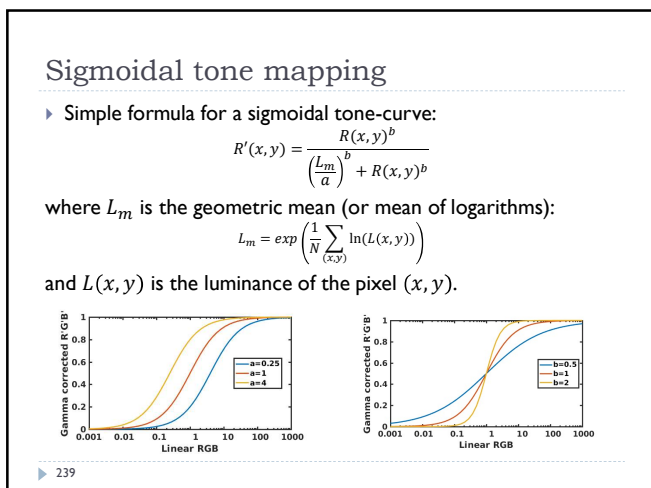 Sigmoidal tone mapping
Simple formula for a sigmoidal tone-curve:
R′(x, y) = R(x, y)^b / ((L_m / a)^b + R(x, y)^b)
where L_m is the geometric mean (or mean of logarithms):
L_m = exp(1/N ∑_(x,y) ln(L(x, y)))
and L(x, y) is the luminance of the pixel (x, y).
Gamma corrected R'G'B'
1
0.8
0.6
0.4
0.2
0
0.001 0.01 0.1 1 10 100 1000
Linear RGB
a=0.25
a=1
a=4
Gamma corrected R'G'B'
1
0.8
0.6
0.4
0.2
0
0.001 0.01 0.1 1 10 100 1000
Linear RGB
b=0.5
b=1
b=2
239